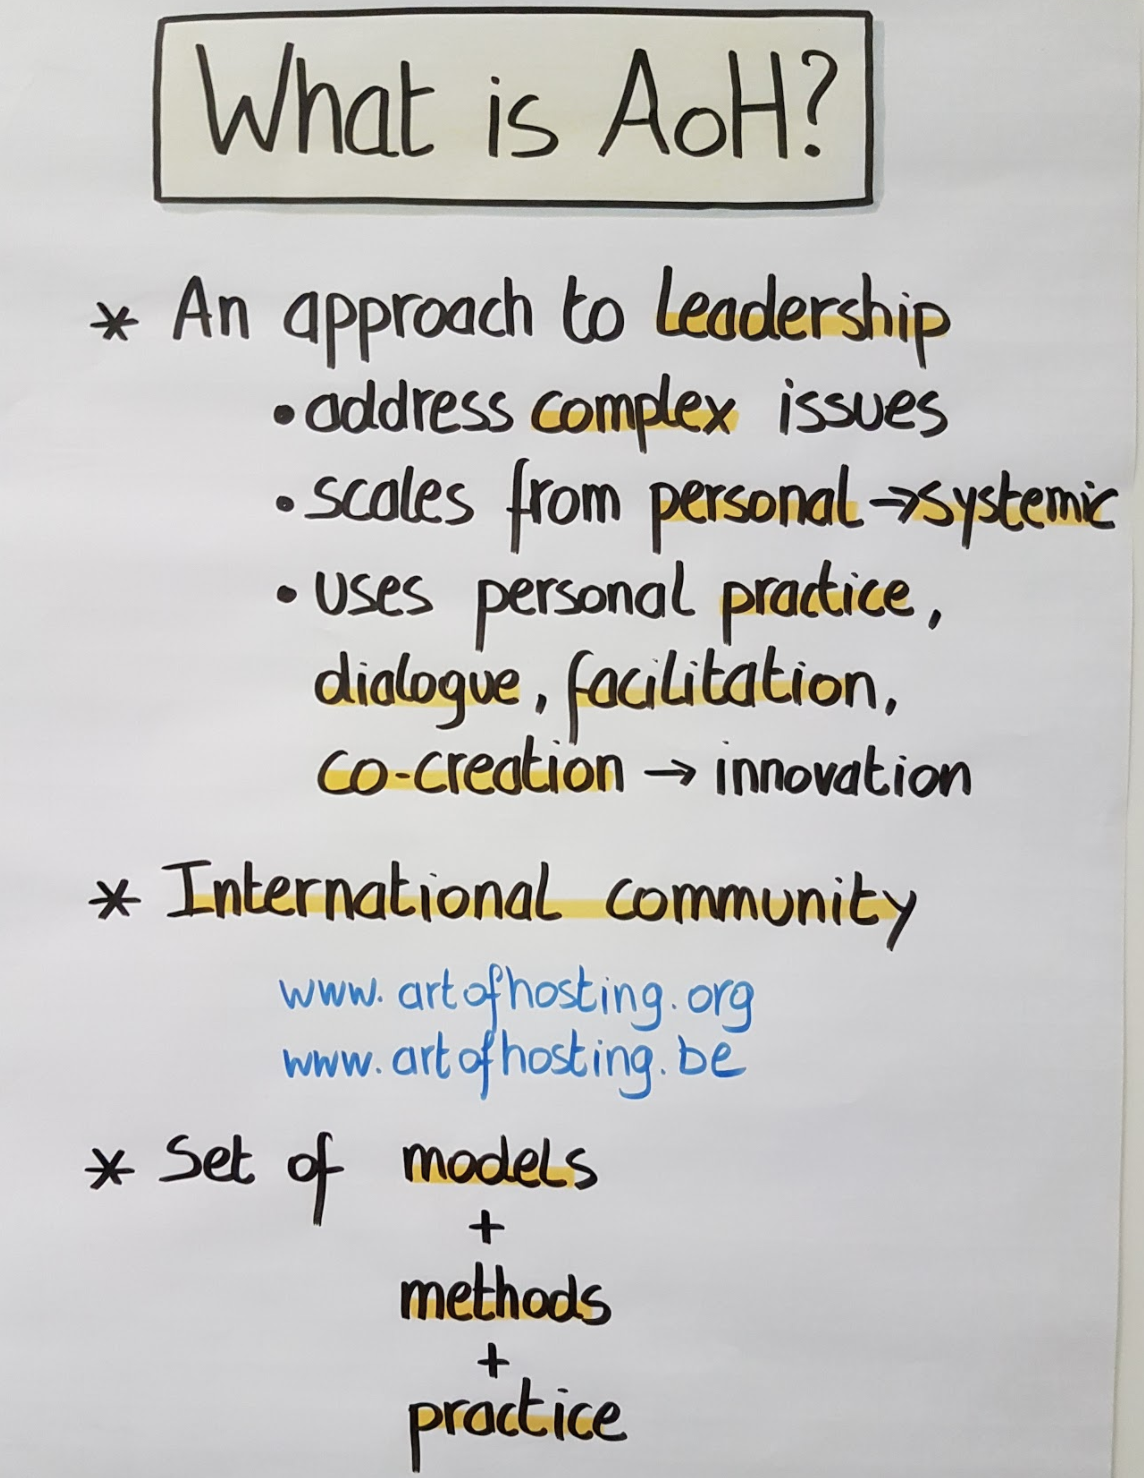 What is AoH?
* An approach to Leadership
• address complex issues
• scales from personal → systemic
• uses personal practice,
dialogue, facilitation,
co-creation → innovation
* International community
www.artofhosting.org
www.artofhosting.be
* Set of models
+
methods
+
practice